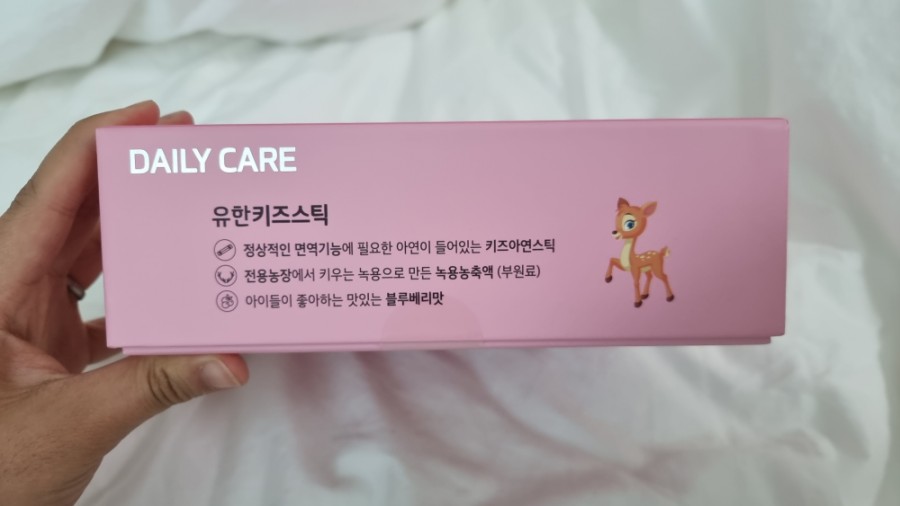 DAILY CARE
유한키즈스틱
정상적인 면역기능에 필요한 아연이 들어있는 키즈아연스틱
전용농장에서 키우는 녹용으로 만든 녹용농축액 (부원료)
아이들이 좋아하는 맛있는 블루베리맛